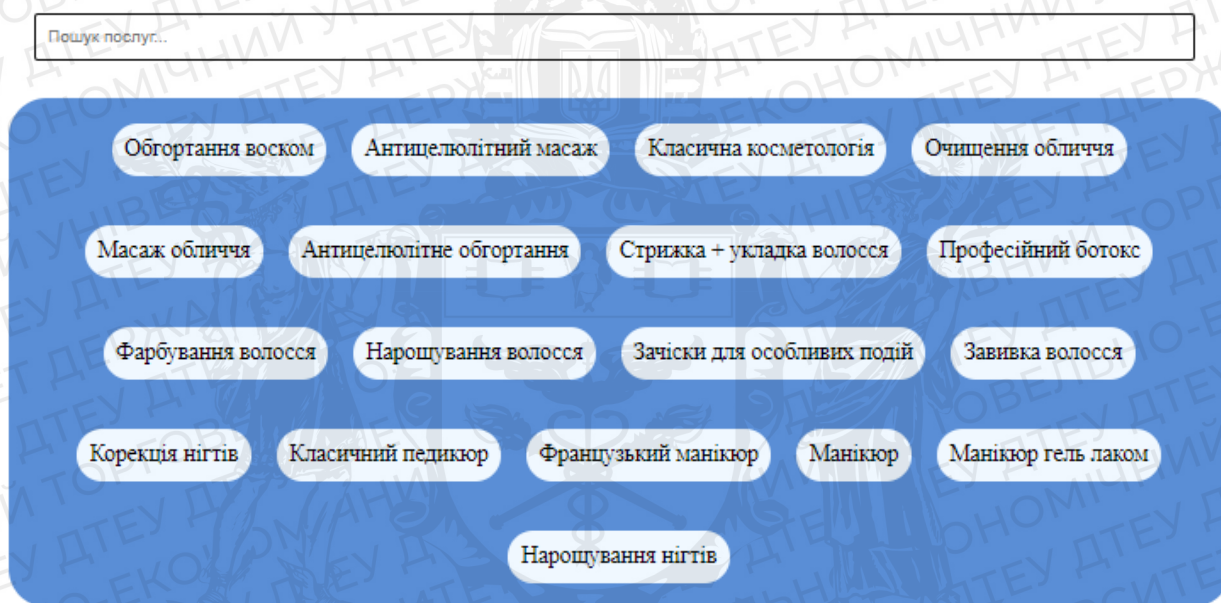 Пошук послуг...
Обгортання воском Антицелюлітний масаж Класична косметологія Очищення обличчя
Масаж обличчя Антицелюлітне обгортання Стрижка + укладка волосся Професійний ботокс
Фарбування волосся Нарощування волосся Зачіски для особливих подій Завивка волосся
Корекція нігтів Класичний педикюр Французький манікюр Манікюр Манікюр гель лаком
Нарощування нігтів